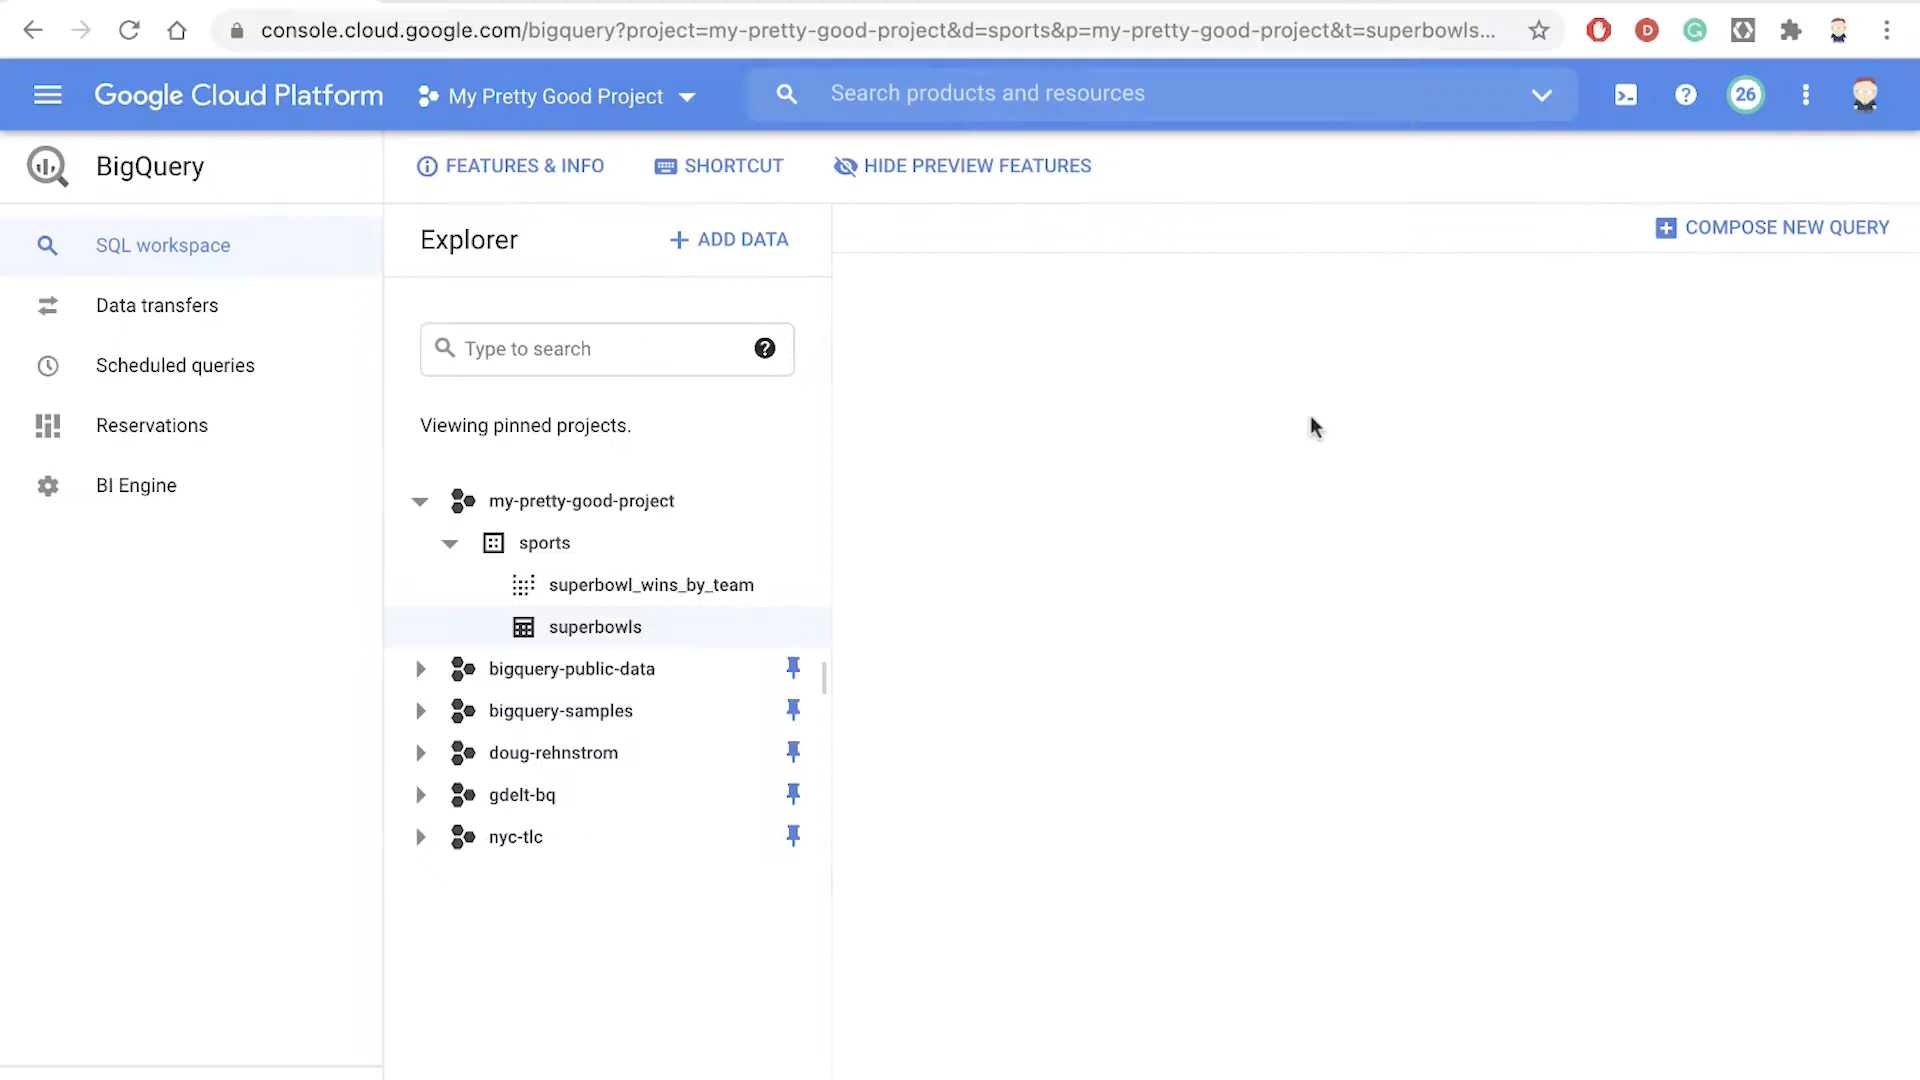 console.cloud.google.com/bigquery?project=my-pretty-good-project&d=sports&p=my-pretty-good-project&t=superbowls...
D
G
Google Cloud Platform
My Pretty Good Project
Search products and resources
?
26
BigQuery
FEATURES & INFO
SHORTCUT
HIDE PREVIEW FEATURES
SQL workspace
Data transfers
Scheduled queries
Reservations
BI Engine
Explorer
+ ADD DATA
COMPOSE NEW QUERY
Type to search
?
Viewing pinned projects.
my-pretty-good-project
sports
superbowl_wins_by_team
superbowls
bigquery-public-data
bigquery-samples
doug-rehnstrom
gdelt-bq
nyc-tlc